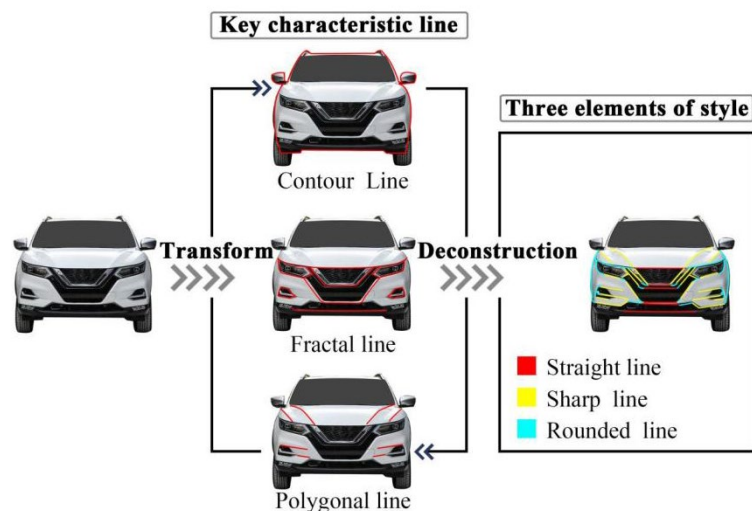 Key characteristic line
Contour Line
Transform
Fractal line
Polygonal line
Deconstruction
Three elements of style
Straight line
Sharp line
Rounded line